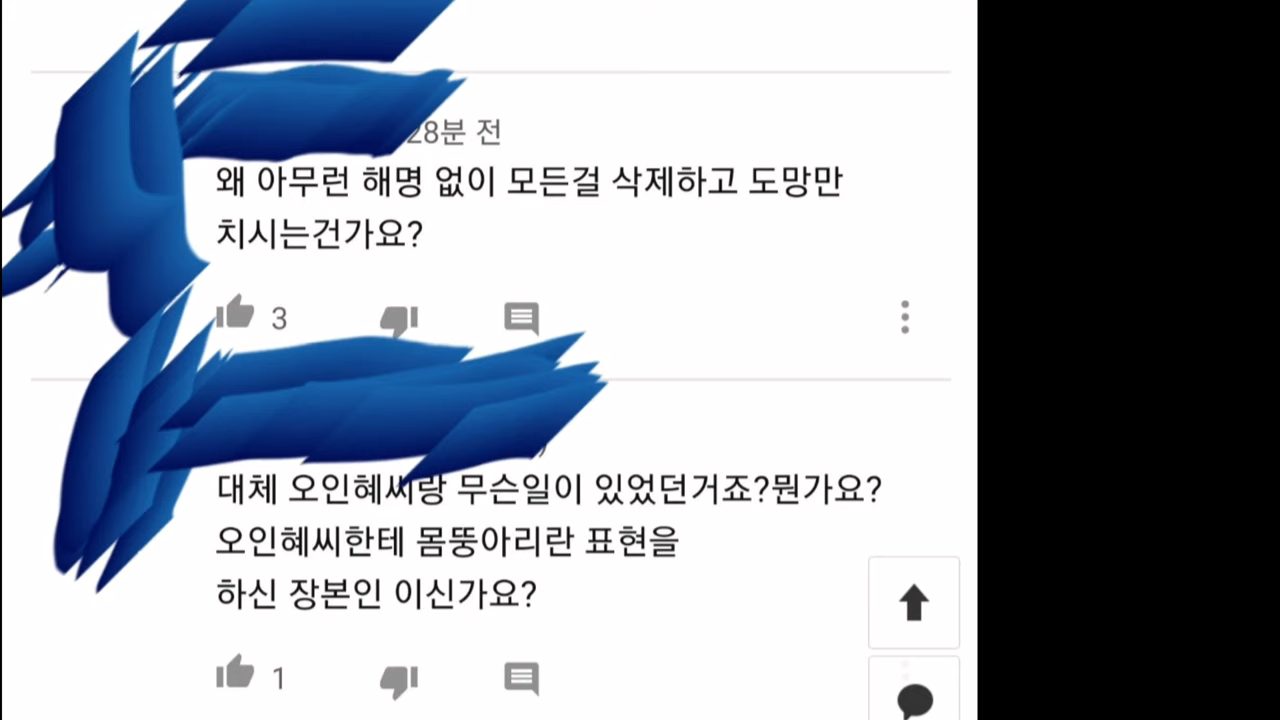 28분 전
왜 아무런 해명 없이 모든걸 삭제하고 도망만
치시는건가요?
3
대체 오인혜씨랑 무슨일이 있었던거죠?뭔가요?
오인혜씨한테 몸뚱아리란 표현을
하신 장본인 이신가요?
1